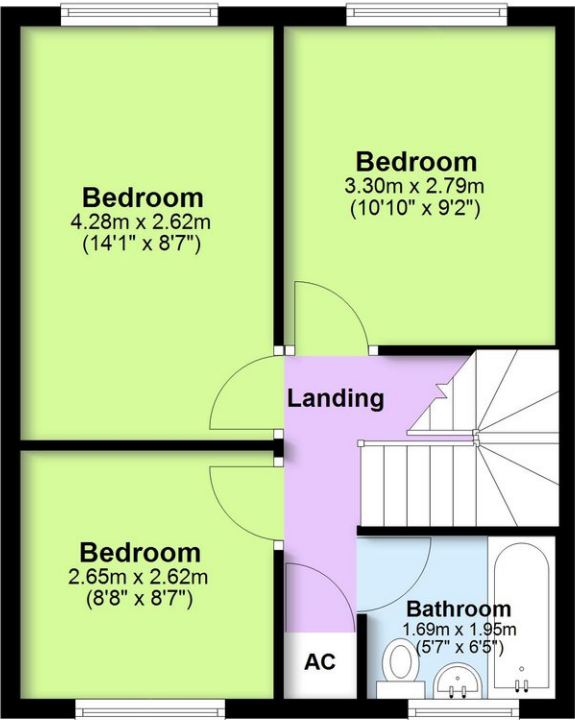 Bedroom
4.28m x 2.62m
(14'1" x 8'7")
Bedroom
3.30m x 2.79m
(10'10" x 9'2")
Landing
Bedroom
2.65m x 2.62m
(8'8" x 8'7")
Bathroom
1.69m x 1.95m
(5'7" x 6'5")
AC